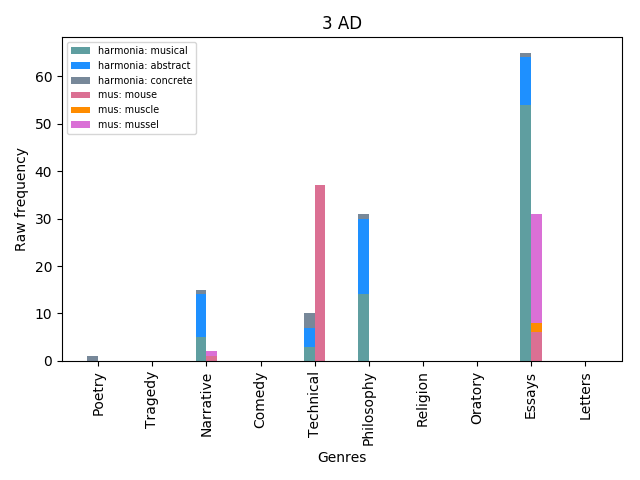 3 AD
harmonia: musical
harmonia: abstract
harmonia: concrete
mus: mouse
mus: muscle
mus: mussel
Raw frequency
60
50
40
30
20
10
0
Poetry
Tragedy
Narrative
Comedy
Technical
Philosophy
Religion
Oratory
Essays
Letters
Genres